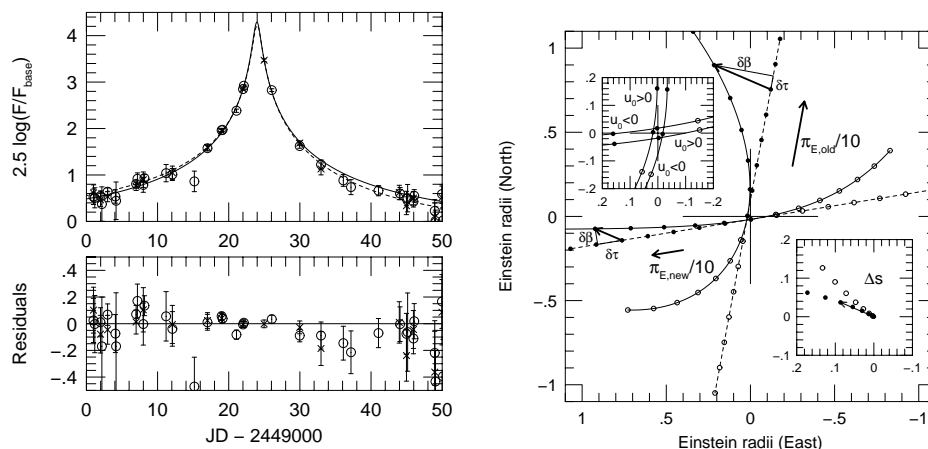 2.5 log(F/F_base)
4
3
2
1
0
0 10 20 30 40 50
Residuals
.4
.2
0
-.2
-.4
0 10 20 30 40 50
JD − 2449000
Einstein radii (North)
1
.5
0
-.5
-1
1 .5 0 -.5 -1
Einstein radii (East)
δβ
δτ
π_E,old/10
δβ
δτ
π_E,new/10
.2
.1
0
-.1
-.2
.2 .1 0 -.1 -.2
u_0>0
u_0<0
u_0>0
u_0<0
Δs
.2
.1
0
-.1
.2 .1 0 -.1